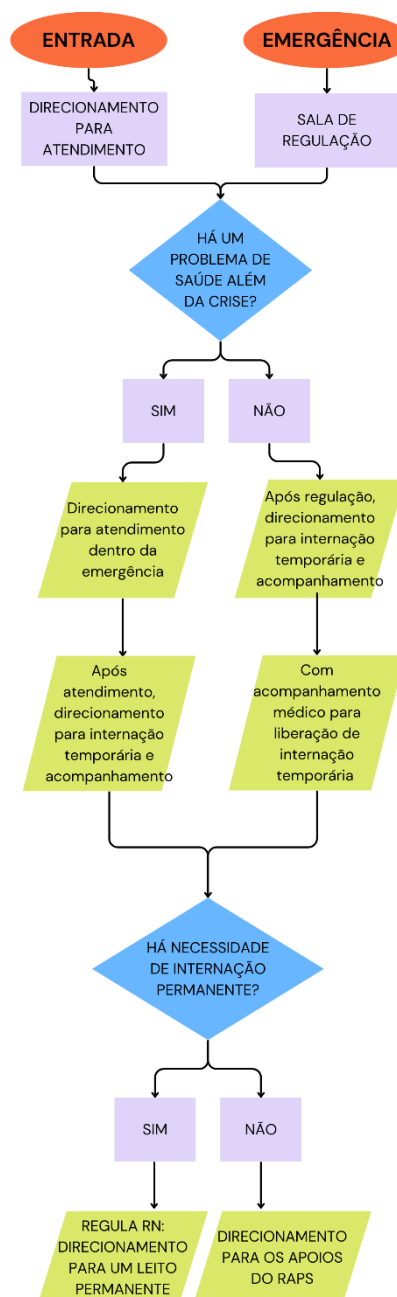 ENTRADA
EMERGÊNCIA
DIRECIONAMENTO
PARA
ATENDIMENTO
SALA DE
REGULAÇÃO
HÁ UM
PROBLEMA DE
SAÚDE ALÉM
DA CRISE?
SIM
NÃO
Direcionamento
para atendimento
dentro da
emergência
Após regulação,
direcionamento
para internação
temporária e
acompanhamento
Após
atendimento,
direcionamento
para internação
temporária e
acompanhamento
Com
acompanhamento
médico para
liberação de
internação
temporária
HÁ NECESSIDADE
DE INTERNAÇÃO
PERMANENTE?
SIM
NÃO
REGULA RN:
DIRECIONAMENTO
PARA UM LEITO
PERMANENTE
DIRECIONAMENTO
PARA OS APOIOS
DO RAPS